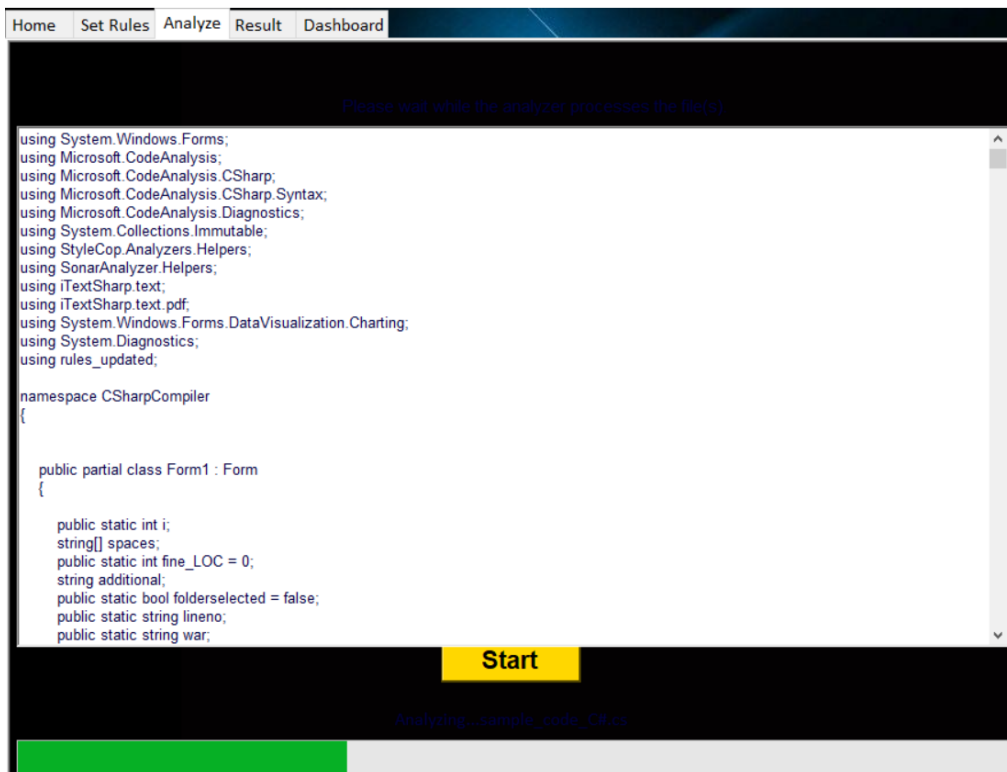 Home Set Rules Analyze Result Dashboard
Please wait while the analyzer processes the file(s).
using System.Windows.Forms;
using Microsoft.CodeAnalysis;
using Microsoft.CodeAnalysis.CSharp;
using Microsoft.CodeAnalysis.CSharp.Syntax;
using Microsoft.CodeAnalysis.Diagnostics;
using System.Collections.Immutable;
using StyleCop.Analyzers.Helpers;
using SonarAnalyzer.Helpers;
using iTextSharp.text;
using iTextSharp.text.pdf;
using System.Windows.Forms.DataVisualization.Charting;
using System.Diagnostics;
using rules_updated;
namespace CSharpCompiler
{
public partial class Form1 : Form
{
public static int i;
string[] spaces;
public static int fine_LOC = 0;
string additional;
public static bool folderselected = false;
public static string lineno;
public static string war;
Start
Analyzing...